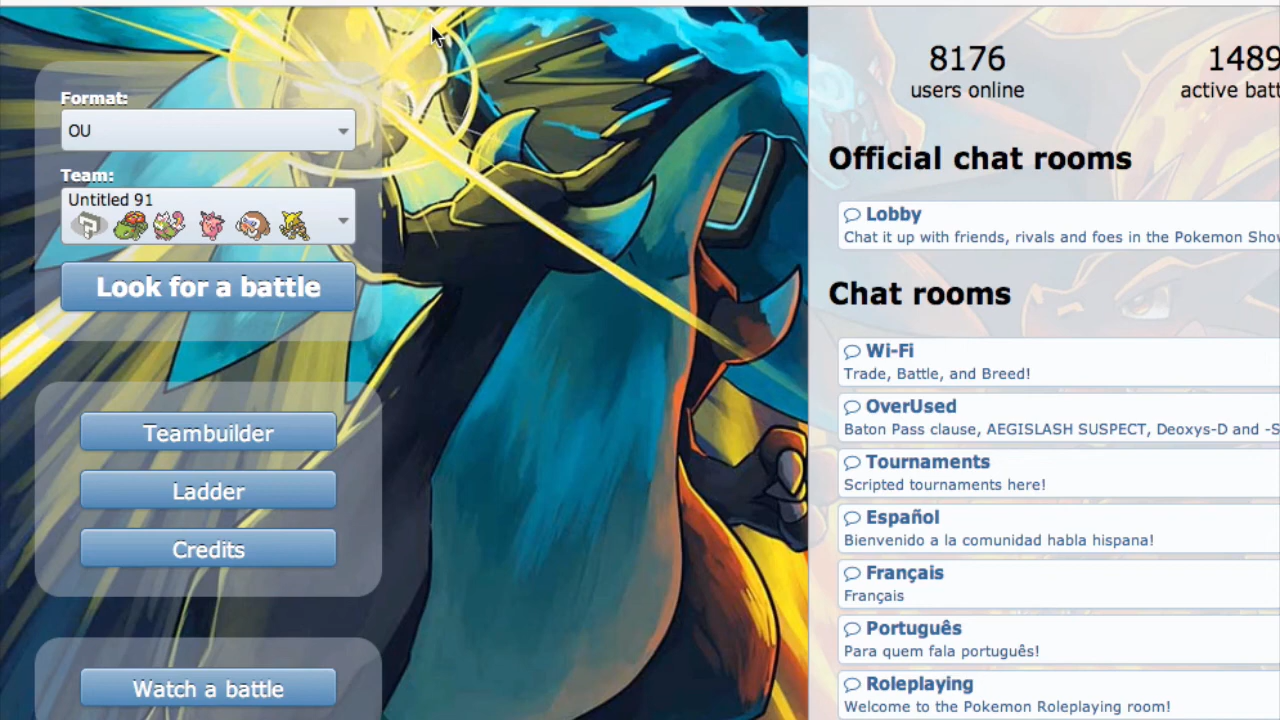 Format:
OU
Team:
Untitled 91
Look for a battle
Teambuilder
Ladder
Credits
Watch a battle
8176
users online
1489
active batt
Official chat rooms
Lobby
Chat it up with friends, rivals and foes in the Pokemon Show
Chat rooms
Wi-Fi
Trade, Battle, and Breed!
OverUsed
Baton Pass clause, AEGISLASH SUSPECT, Deoxys-D and -S
Tournaments
Scripted tournaments here!
Español
Bienvenido a la comunidad habla hispana!
Français
Français
Português
Para quem fala português!
Roleplaying
Welcome to the Pokemon Roleplaying room!